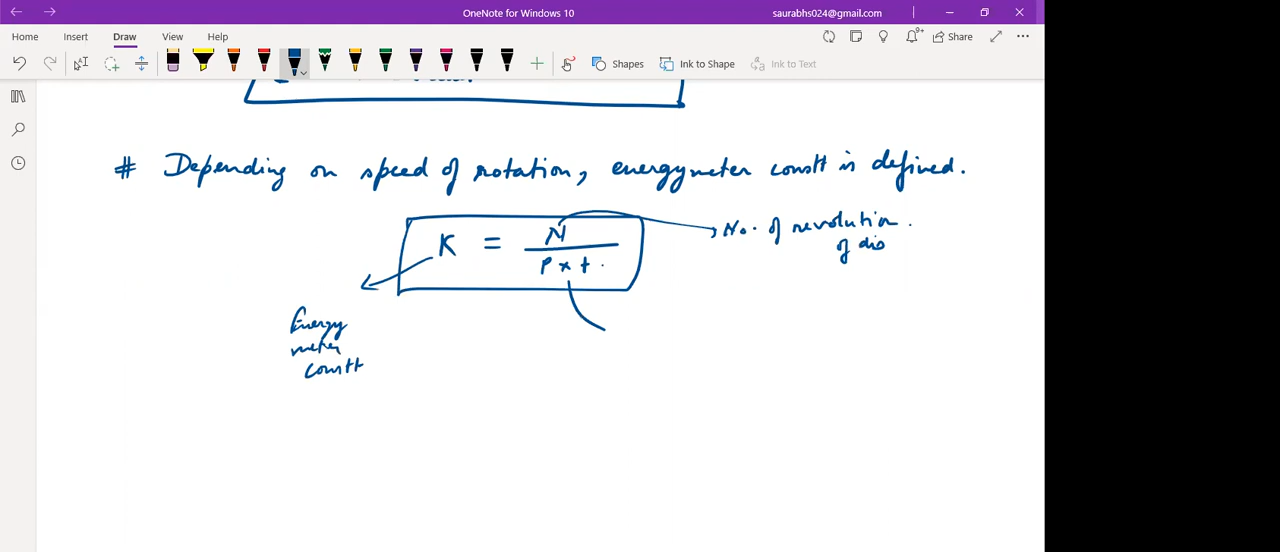 OneNote for Windows 10
saurabhs024@gmail.com
Home Insert Draw View Help
Share
Shapes Ink to Shape Ink to Text
# Depending on speed of rotation, energymeter constt is defined.
K = N / P x t
No. of revolution
of dis
Energy
meter
constt